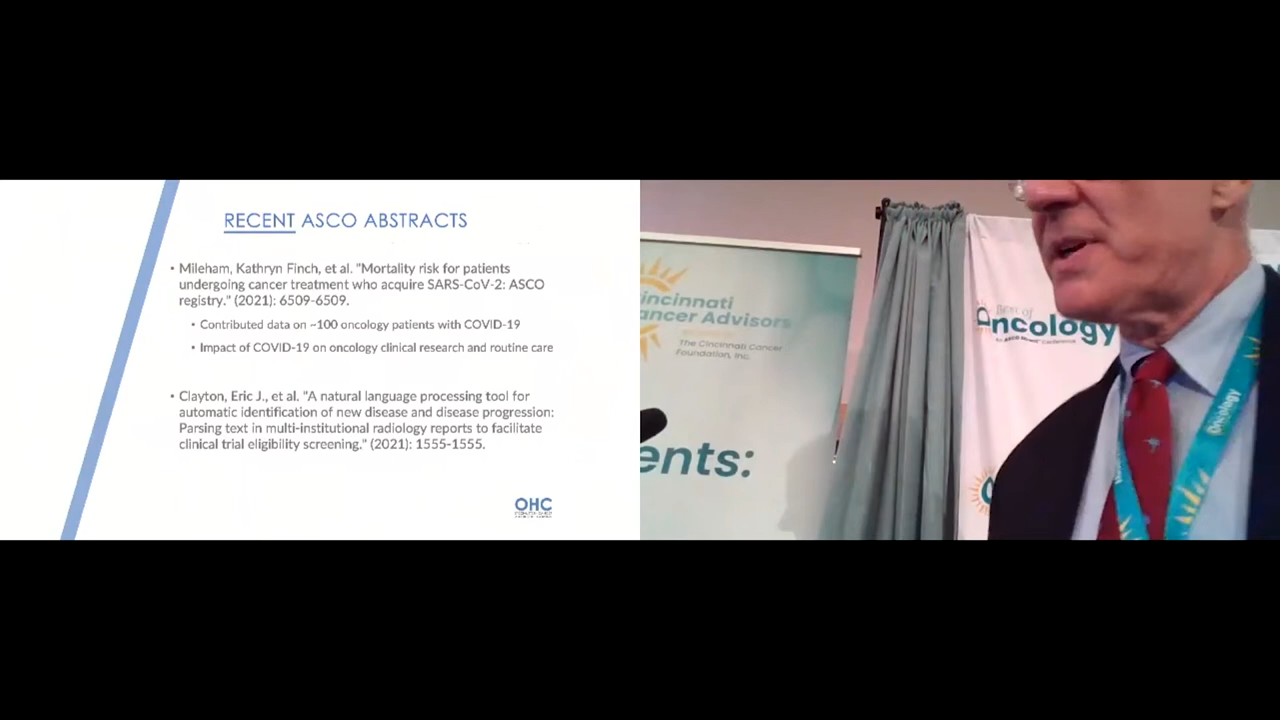 RECENT ASCO ABSTRACTS
• Mileham, Kathryn Finch, et al. "Mortality risk for patients
undergoing cancer treatment who acquire SARS-CoV-2: ASCO
registry." (2021): 6509-6509.
• Contributed data on ~100 oncology patients with COVID-19
• Impact of COVID-19 on oncology clinical research and routine care
• Clayton, Eric J., et al. "A natural language processing tool for
automatic identification of new disease and disease progression:
Parsing text in multi-institutional radiology reports to facilitate
clinical trial eligibility screening." (2021): 1555-1555.
OHC
incinnati
ancer Advisors
The Cincinnati Cancer
Foundation, Inc.
ents:
Best of
Oncology
Oncology